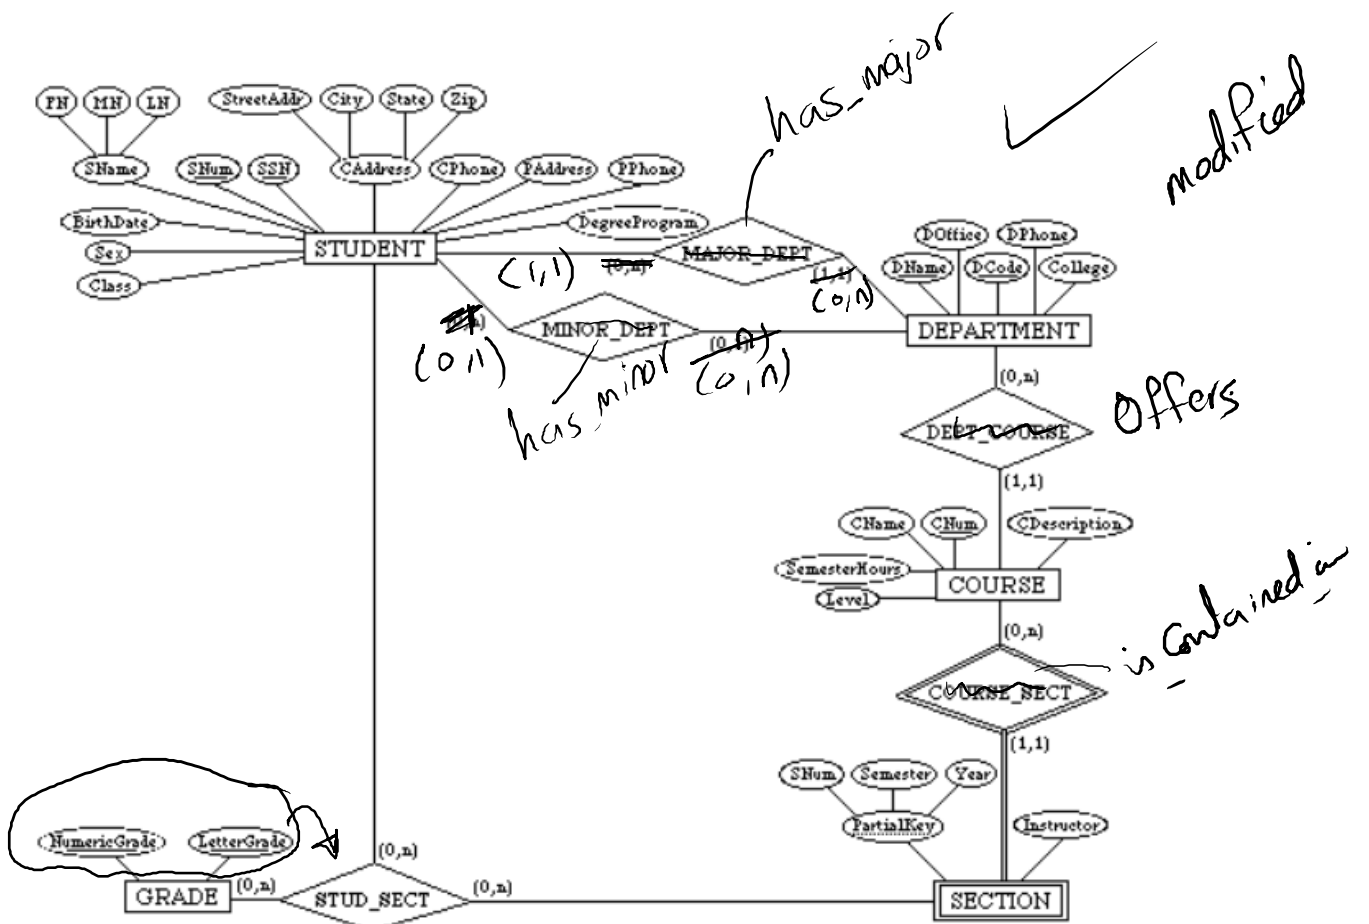 has_major
modified
FN MN LN StreetAddr City State Zip
SName SNum SSN CAddress CPhone PAddress PPhone
BirthDate DegreeProgram DOffice DPhone
STUDENT MAJOR_DEPT
Sex (1,1) (0,n) (1,1) DName DCode College
Class (0,n)
MINOR_DEPT DEPARTMENT
(0,1) (0,n)
has_minor (0,n)
DEPT_COURSE Offers
(1,1)
CName CNum CDescription
SemesterHours
COURSE
Level
(0,n)
is contained in
COURSE_SECT
(1,1)
SNum Semester Year
PartialKey Instructor
NumericGrade LetterGrade
(0,n)
GRADE (0,n) STUD_SECT (0,n) SECTION